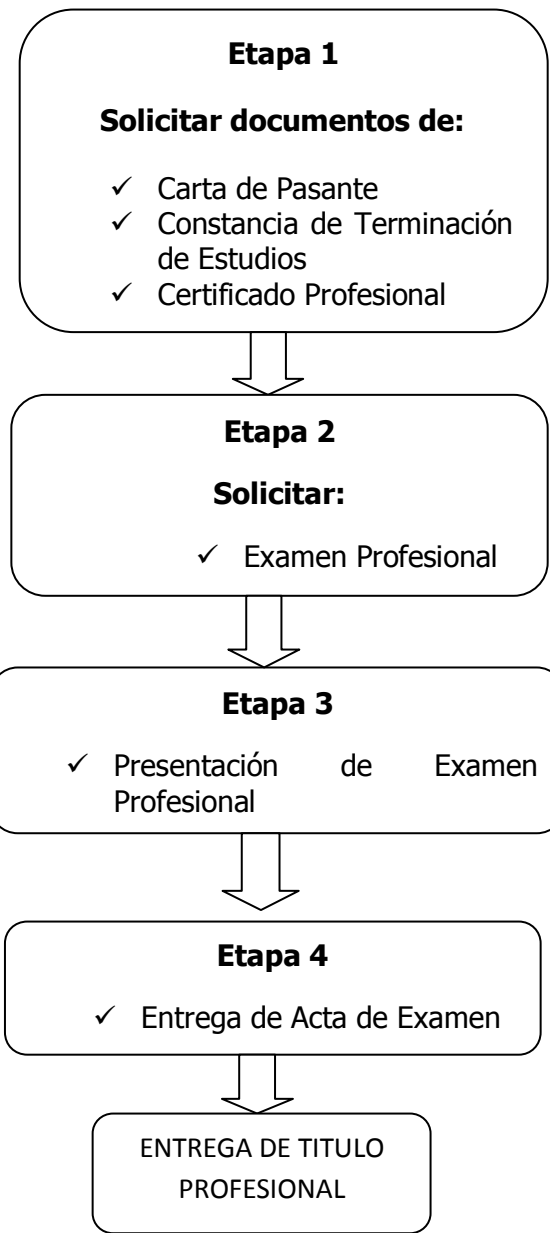 Etapa 1
Solicitar documentos de:
✓ Carta de Pasante
✓ Constancia de Terminación
de Estudios
✓ Certificado Profesional
Etapa 2
Solicitar:
✓ Examen Profesional
Etapa 3
✓ Presentación de Examen
Profesional
Etapa 4
✓ Entrega de Acta de Examen
ENTREGA DE TITULO
PROFESIONAL